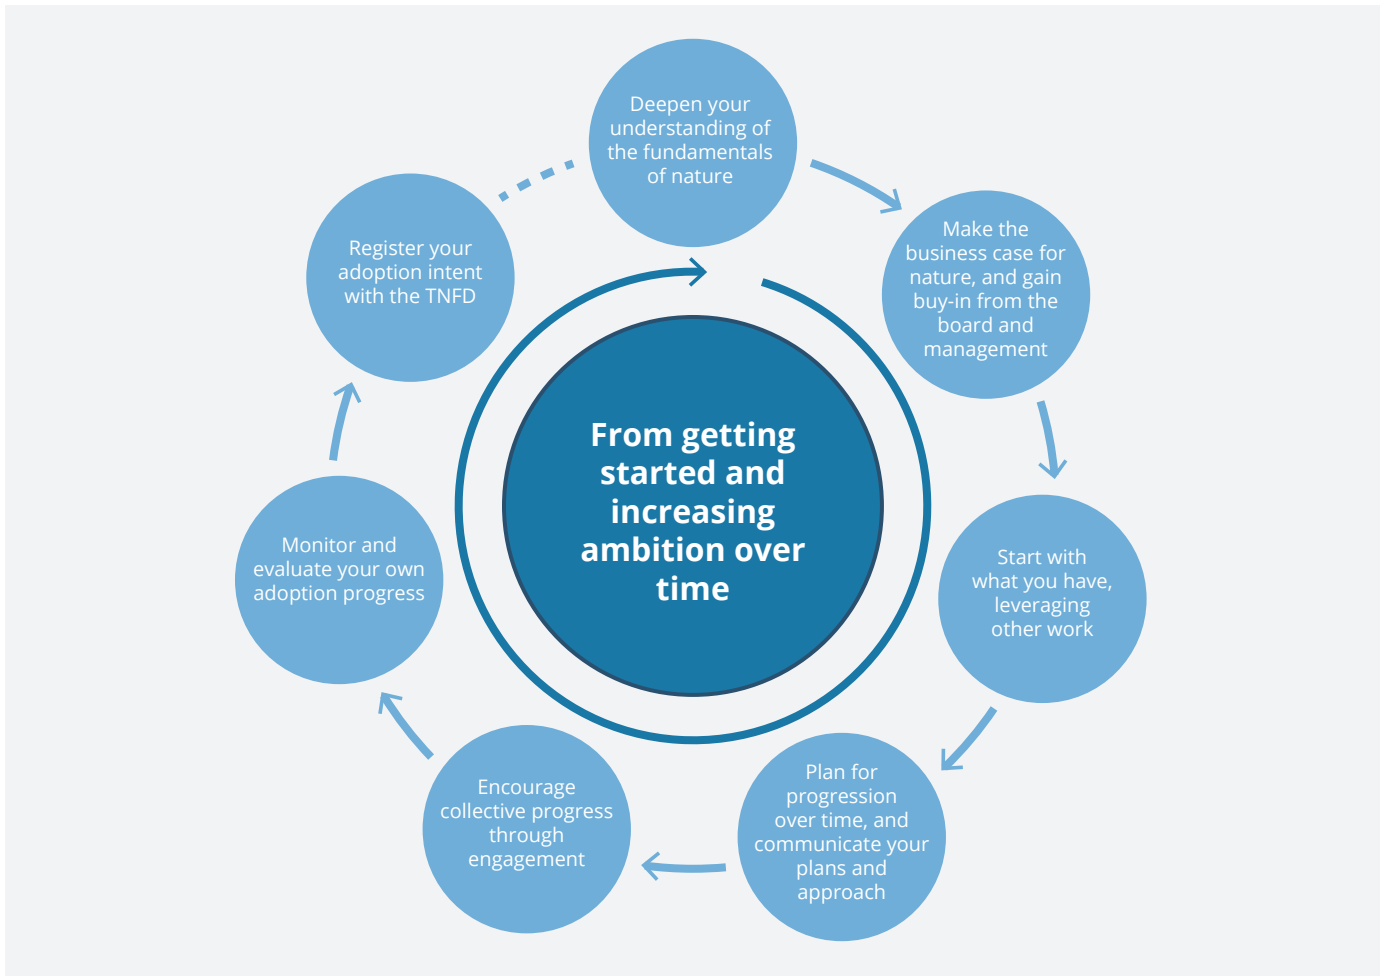 Deepen your
understanding of
the fundamentals
of nature
Make the
business case for
nature, and gain
buy-in from the
board and
management
Start with
what you have,
leveraging
other work
Plan for
progression
over time, and
communicate your
plans and
approach
Encourage
collective progress
through
engagement
Monitor and
evaluate your own
adoption progress
Register your
adoption intent
with the TNFD
From getting
started and
increasing
ambition over
time